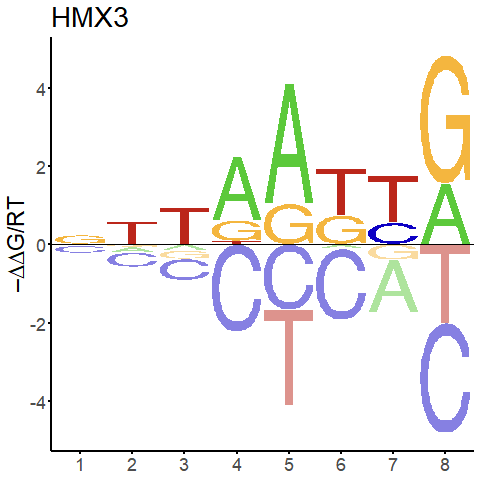 HMX3
−ΔΔG/RT
4
2
0
-2
-4
G T T A A T T G
G G C A
C C C C C C G T
A T A C
1 2 3 4 5 6 7 8